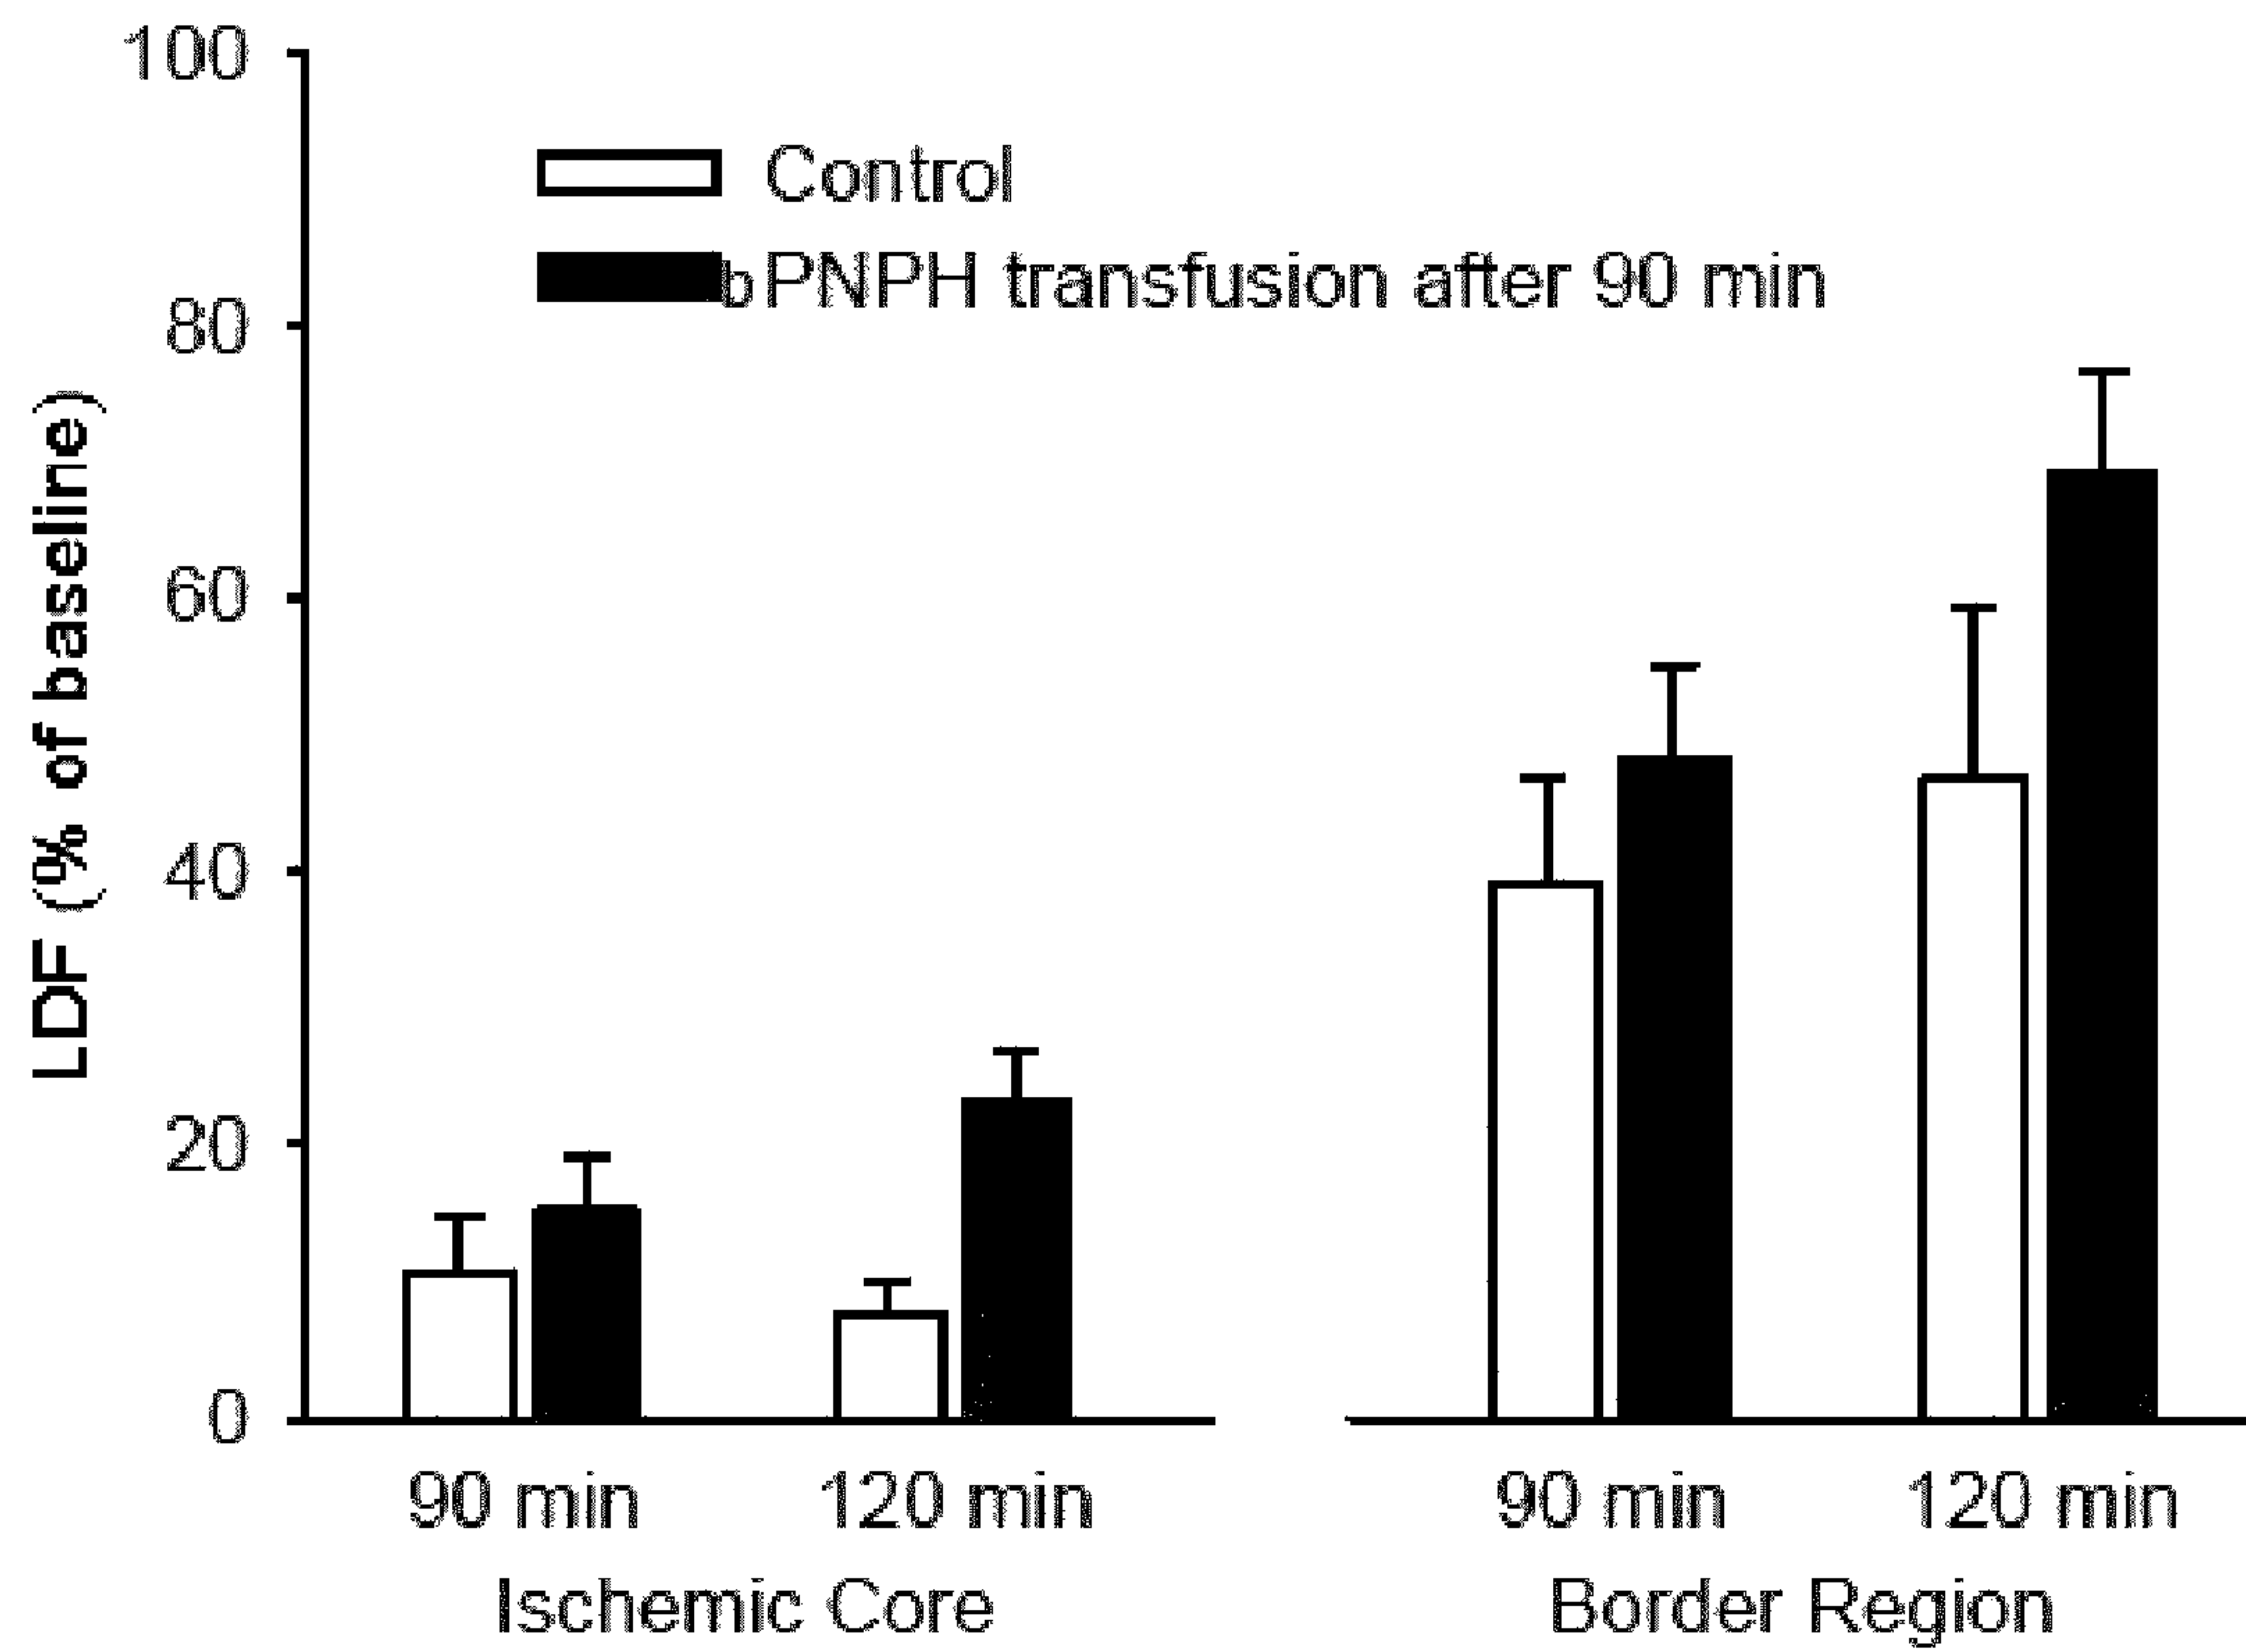 100
80
60
40
20
0
LDF (% of baseline)
Control
bPNPH transfusion after 90 min
90 min
120 min
90 min
120 min
Ischemic Core
Border Region